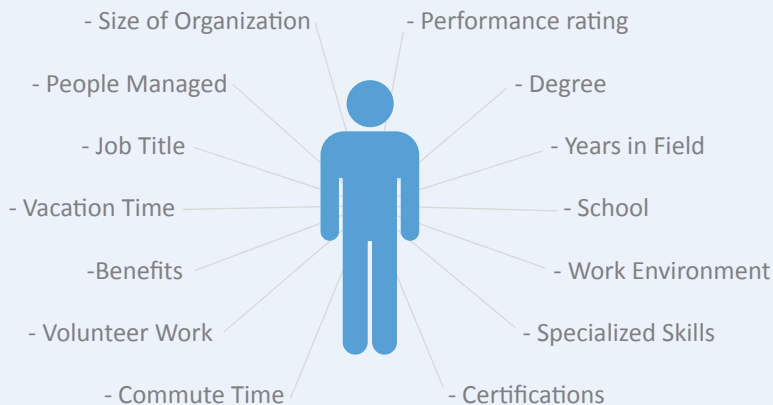 - Size of Organization
- Performance rating
- People Managed
- Degree
- Job Title
- Years in Field
- Vacation Time
- School
-Benefits
- Work Environment
- Volunteer Work
- Specialized Skills
- Commute Time
- Certifications